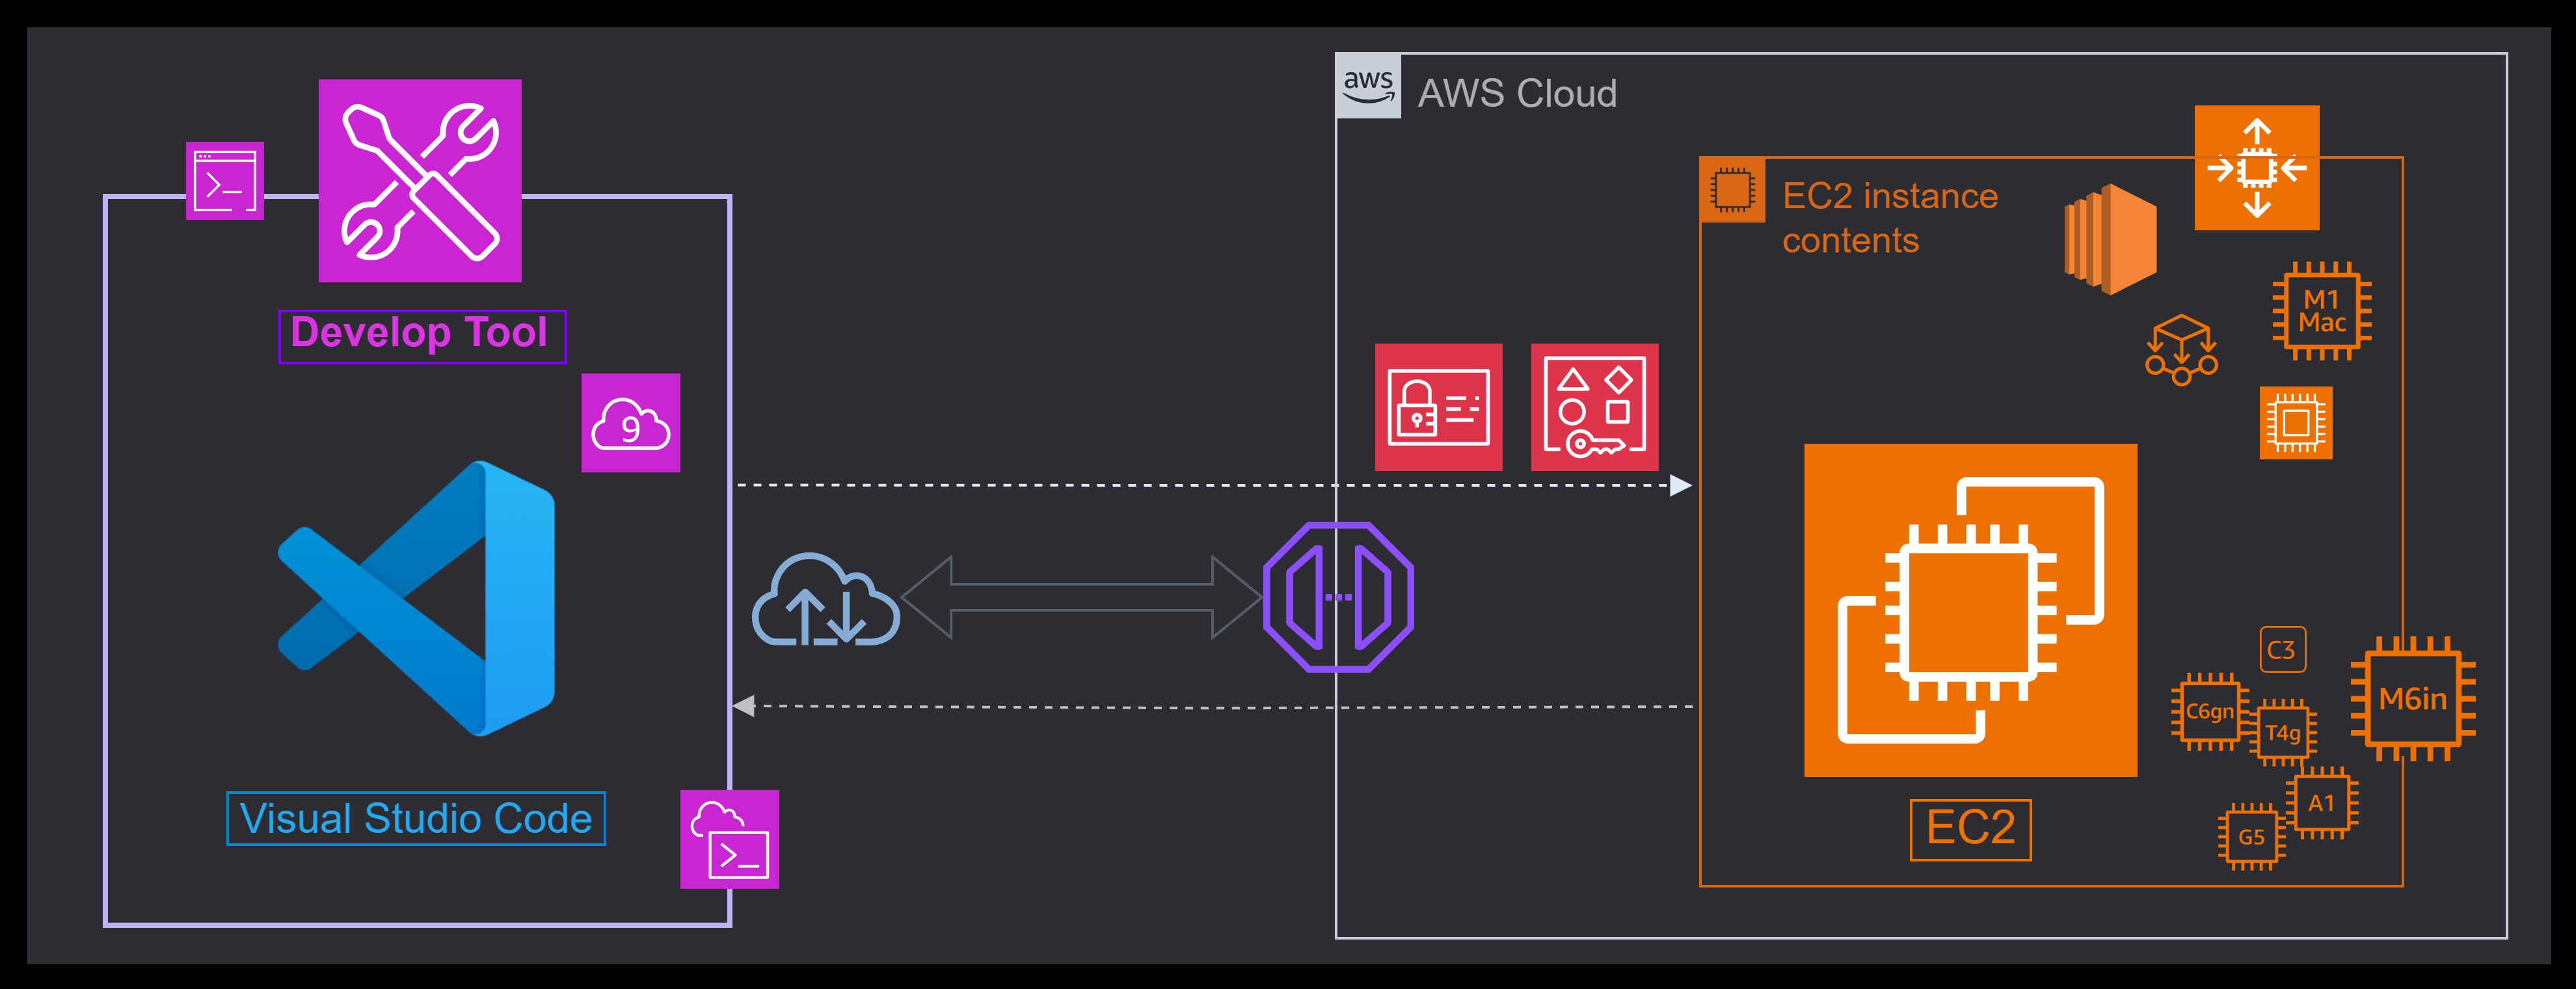 aws
AWS Cloud
>_
Develop Tool
9
Visual Studio Code
>_
EC2 instance
contents
M1
Mac
EC2
C3
C6gn
T4g
M6in
A1
G5